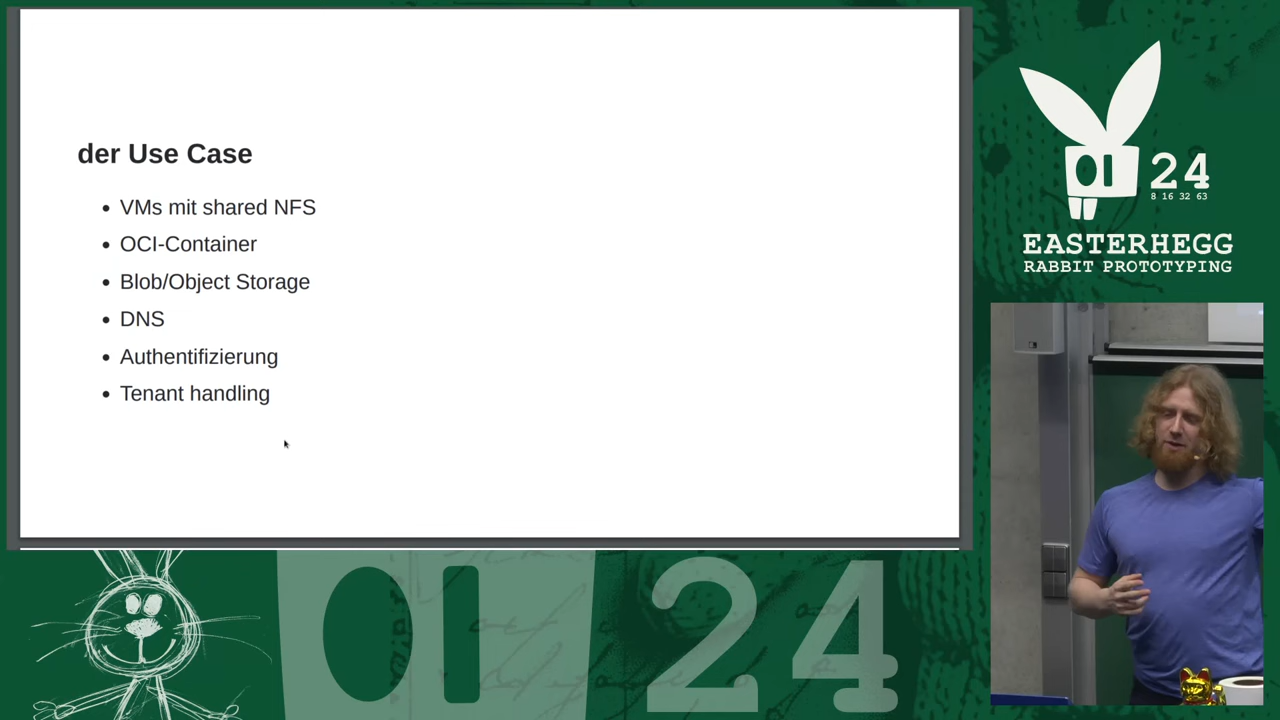 der Use Case
VMs mit shared NFS
OCI-Container
Blob/Object Storage
DNS
Authentifizierung
Tenant handling
24
8 16 32 63
EASTERHEGG
RABBIT PROTOTYPING
24